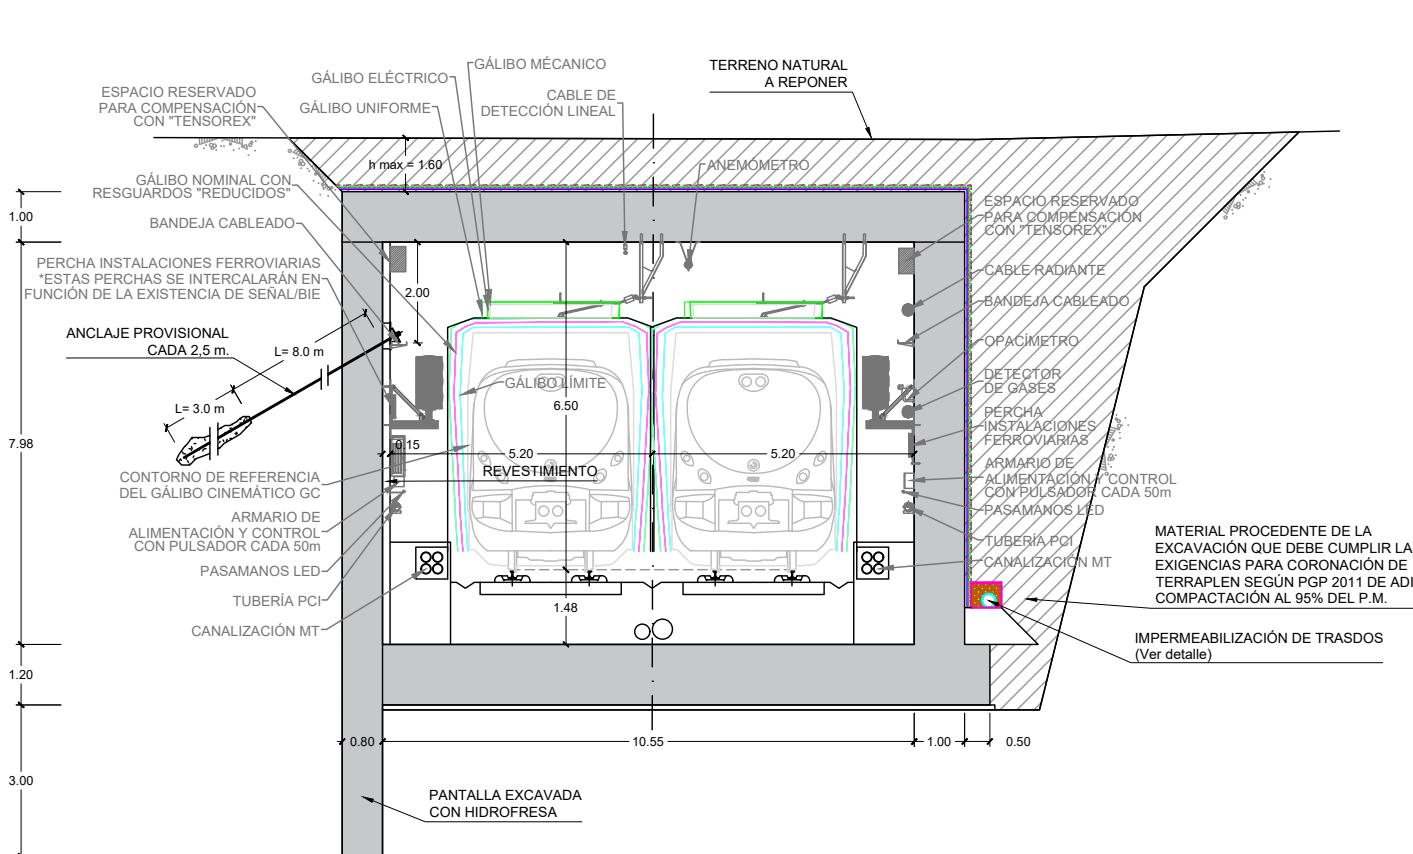 GÁLIBO MÉCANICO
GÁLIBO ELÉCTRICO
GÁLIBO UNIFORME
ESPACIO RESERVADO
PARA COMPENSACIÓN
CON "TENSOREX"
CABLE DE
DETECCIÓN LINEAL
TERRENO NATURAL
A REPONER
h max = 1.60
ANEMÓMETRO
GÁLIBO NOMINAL CON
RESGUARDOS "REDUCIDOS"
BANDEJA CABLEADO
1.00
PERCHA INSTALACIONES FERROVIARIAS
*ESTAS PERCHAS SE INTERCALARÁN EN
FUNCIÓN DE LA EXISTENCIA DE SEÑAL/BIE
2.00
ANCLAJE PROVISIONAL
CADA 2,5 m.
L= 8.0 m
L= 3.0 m
ESPACIO RESERVADO
PARA COMPENSACIÓN
CON "TENSOREX"
CABLE RADIANTE
BANDEJA CABLEADO
OPACÍMETRO
DETECTOR
DE GASES
PERCHA
INSTALACIONES
FERROVIARIAS
ARMARIO DE
ALIMENTACIÓN Y CONTROL
CON PULSADOR CADA 50m
PASAMANOS LED
TUBERÍA PCI
CANALIZACIÓN MT
GÁLIBO LÍMITE
6.50
7.98
0.15
5.20
5.20
REVESTIMIENTO
CONTORNO DE REFERENCIA
DEL GÁLIBO CINEMÁTICO GC
ARMARIO DE
ALIMENTACIÓN Y CONTROL
CON PULSADOR CADA 50m
PASAMANOS LED
TUBERÍA PCI
CANALIZACIÓN MT
1.48
MATERIAL PROCEDENTE DE LA
EXCAVACIÓN QUE DEBE CUMPLIR LA
EXIGENCIAS PARA CORONACIÓN DE
TERRAPLEN SEGÚN PGP 2011 DE ADI
COMPACTACIÓN AL 95% DEL P.M.
IMPERMEABILIZACIÓN DE TRASDOS
(Ver detalle)
1.20
0.80
10.55
1.00
0.50
3.00
PANTALLA EXCAVADA
CON HIDROFRESA